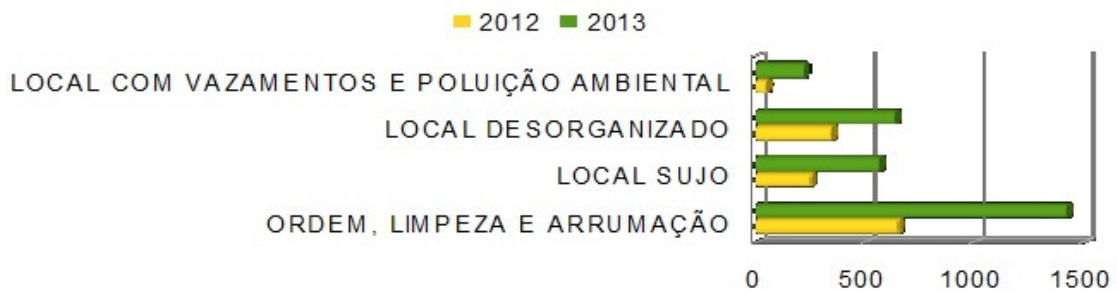 2012 2013
LOCAL COM VAZAMENTOS E POLUIÇÃO AMBIENTAL
LOCAL DESORGANIZADO
LOCAL SUJO
ORDEM, LIMPEZA E ARRUMAÇÃO
0 500 1000 1500